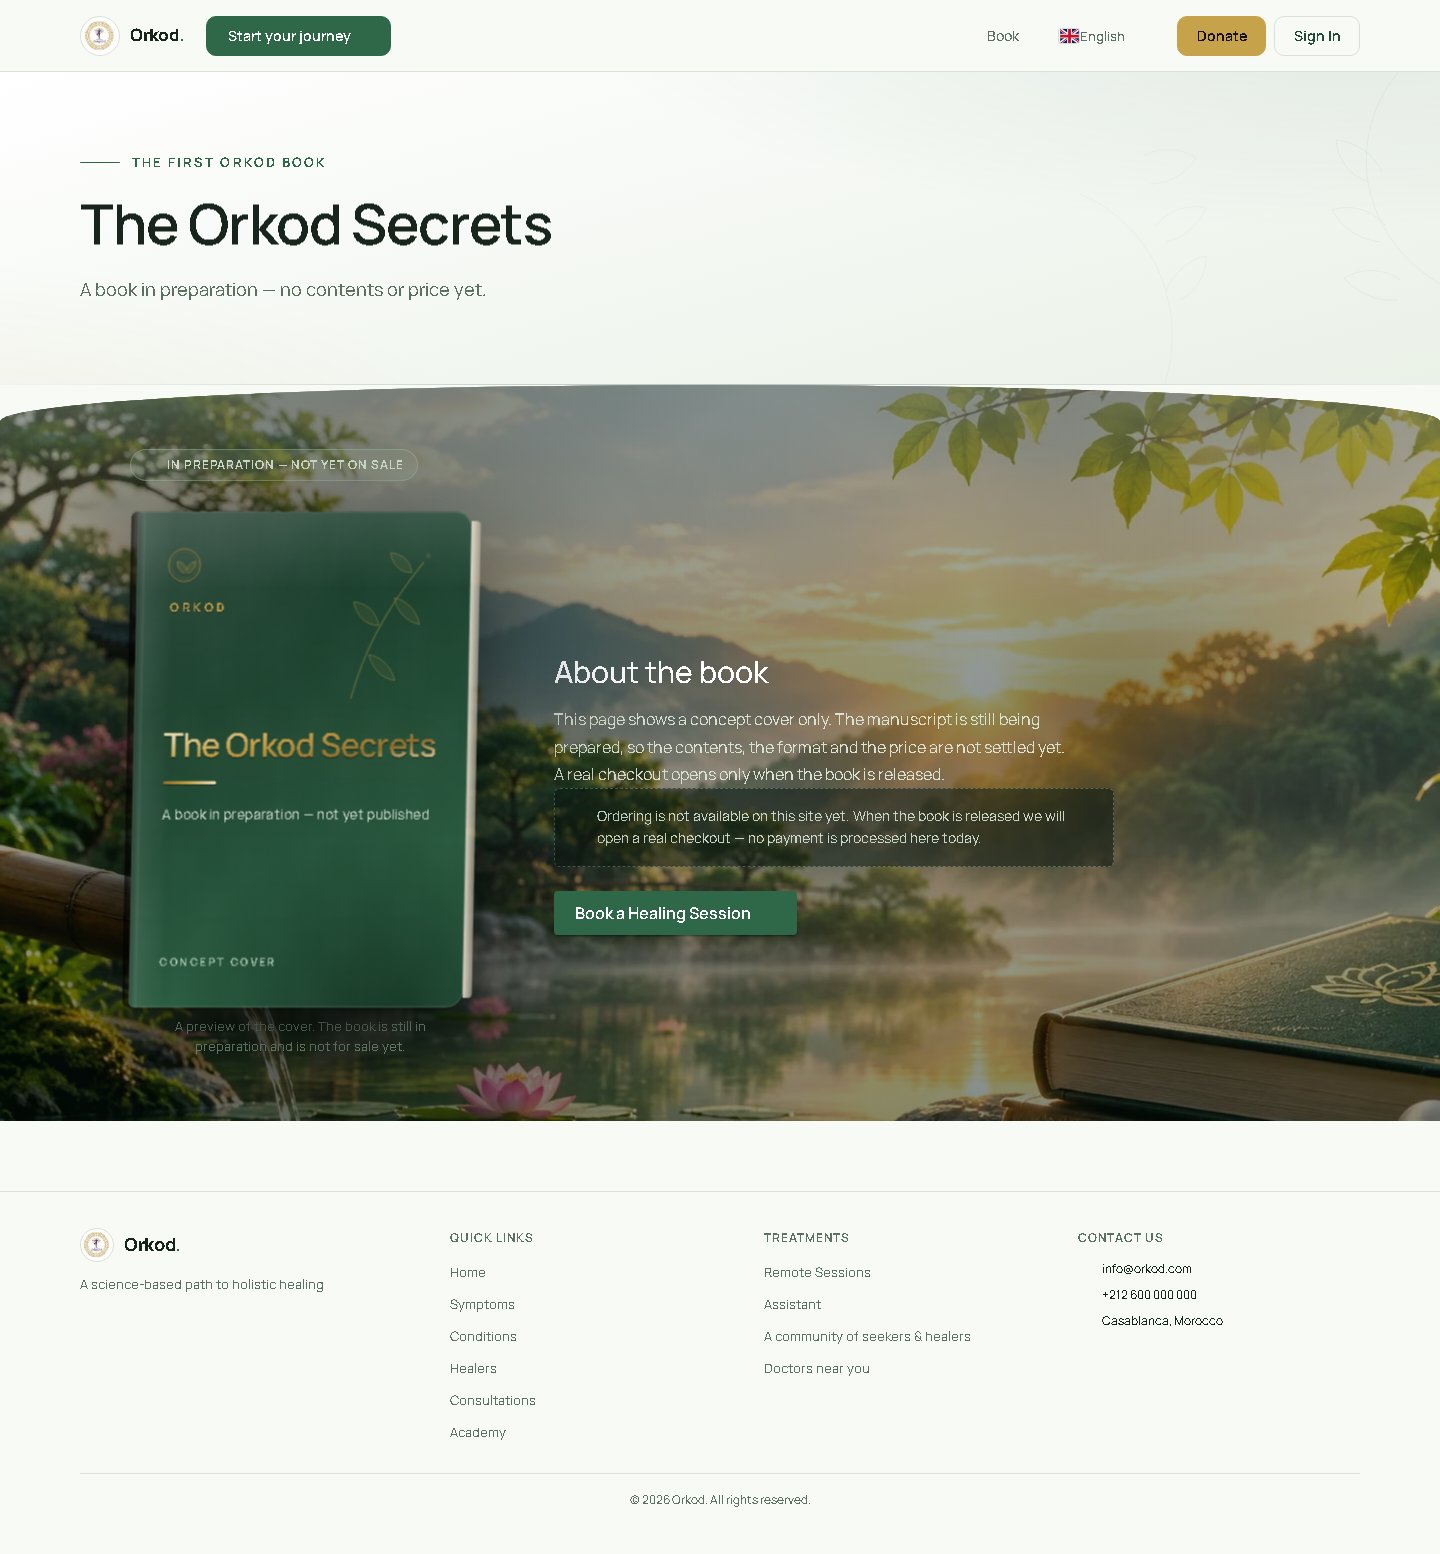 Orkod.
Start your journey
Book
English
Donate
Sign In
THE FIRST ORKOD BOOK
The Orkod Secrets
A book in preparation — no contents or price yet.
IN PREPARATION — NOT YET ON SALE
ORKOD
The Orkod Secrets
A book in preparation — not yet published
CONCEPT COVER
A preview of the cover. The book is still in
preparation and is not for sale yet.
About the book
This page shows a concept cover only. The manuscript is still being
prepared, so the contents, the format and the price are not settled yet.
A real checkout opens only when the book is released.
Ordering is not available on this site yet. When the book is released we will
open a real checkout — no payment is processed here today.
Book a Healing Session
Orkod.
A science-based path to holistic healing
QUICK LINKS
Home
Symptoms
Conditions
Healers
Consultations
Academy
TREATMENTS
Remote Sessions
Assistant
A community of seekers & healers
Doctors near you
CONTACT US
info@orkod.com
+212 600 000 000
Casablanca, Morocco
© 2026 Orkod. All rights reserved.